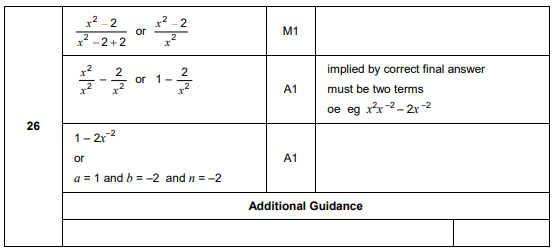 26
(x² – 2)/(x² – 2 + 2) or (x² – 2)/x²
M1
x²/x² – 2/x² or 1 – 2/x²
A1
implied by correct final answer
must be two terms
oe eg x²x⁻² – 2x⁻²
1 – 2x⁻²
or
a = 1 and b = –2 and n = –2
A1
Additional Guidance